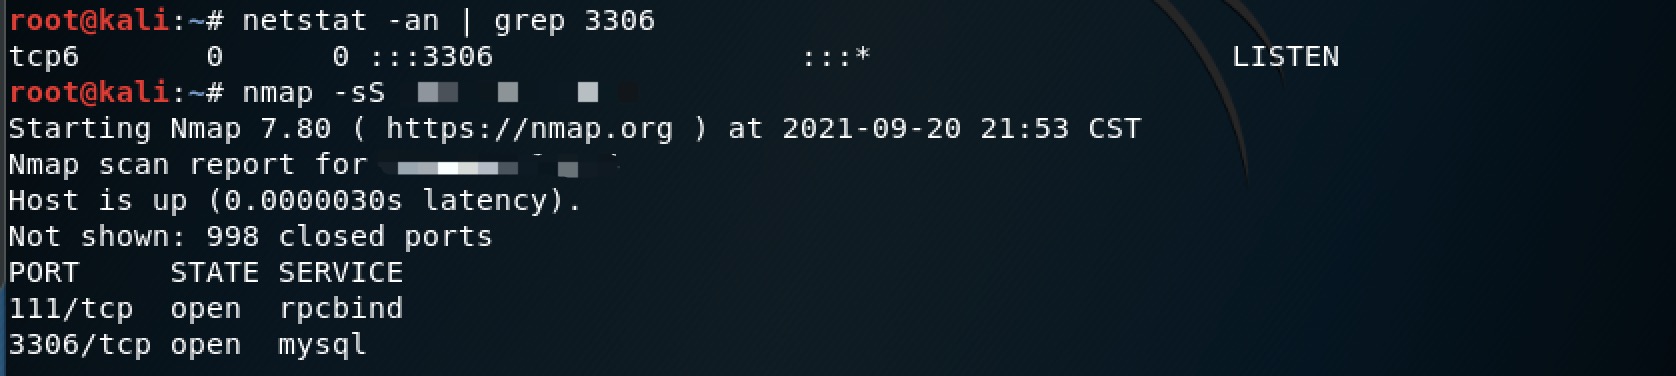 root@kali:~# netstat -an | grep 3306
tcp6       0      0 :::3306                 :::*                    LISTEN
root@kali:~# nmap -sS
Starting Nmap 7.80 ( https://nmap.org ) at 2021-09-20 21:53 CST
Nmap scan report for
Host is up (0.0000030s latency).
Not shown: 998 closed ports
PORT     STATE SERVICE
111/tcp  open  rpcbind
3306/tcp open  mysql